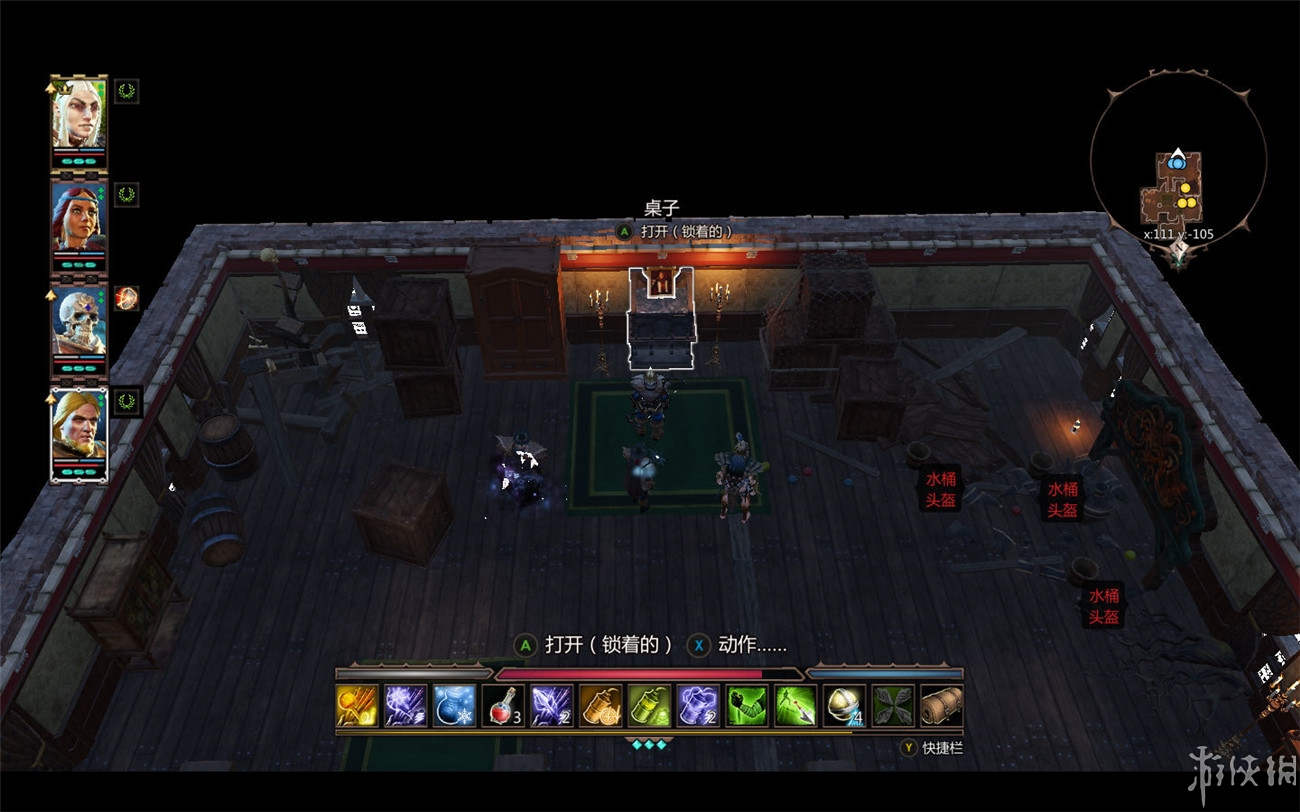 桌子
A 打开（锁着的）
x:111 y:-105
水桶
头盔
水桶
头盔
水桶
头盔
A 打开（锁着的） X 动作......
3
2
2
4
Y 快捷栏
游侠网